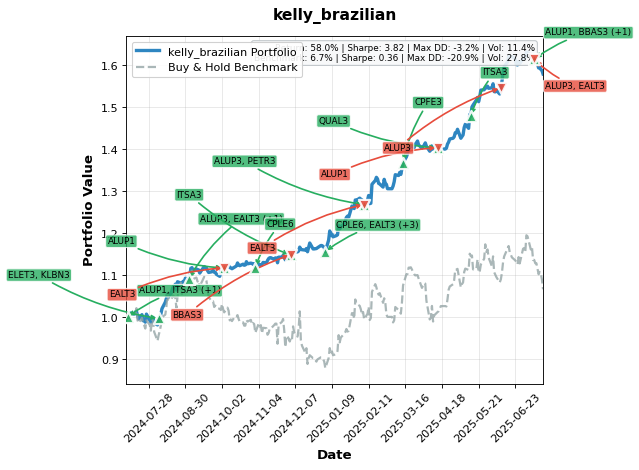 kelly_brazilian
58.0% | Sharpe: 3.82 | Max DD: -3.2% | Vol: 11.4%
6.7% | Sharpe: 0.36 | Max DD: -20.9% | Vol: 27.8%
kelly_brazilian Portfolio
Buy & Hold Benchmark
ALUP1, BBAS3 (+1)
ITSA3
ALUP3, EALT3
CPFE3
QUAL3
ALUP3
ALUP3, PETR3
ALUP1
ITSA3
ALUP3, EALT3
CPLE6
CPLE6, EALT3 (+3)
ALUP1
EALT3
ELET3, KLBN3
ALUP1, ITSA3 (+1)
EALT3
BBAS3
Portfolio Value
1.6
1.5
1.4
1.3
1.2
1.1
1.0
0.9
2024-07-28
2024-08-30
2024-10-02
2024-11-04
2024-12-07
2025-01-09
2025-02-11
2025-03-16
2025-04-18
2025-05-21
2025-06-23
Date